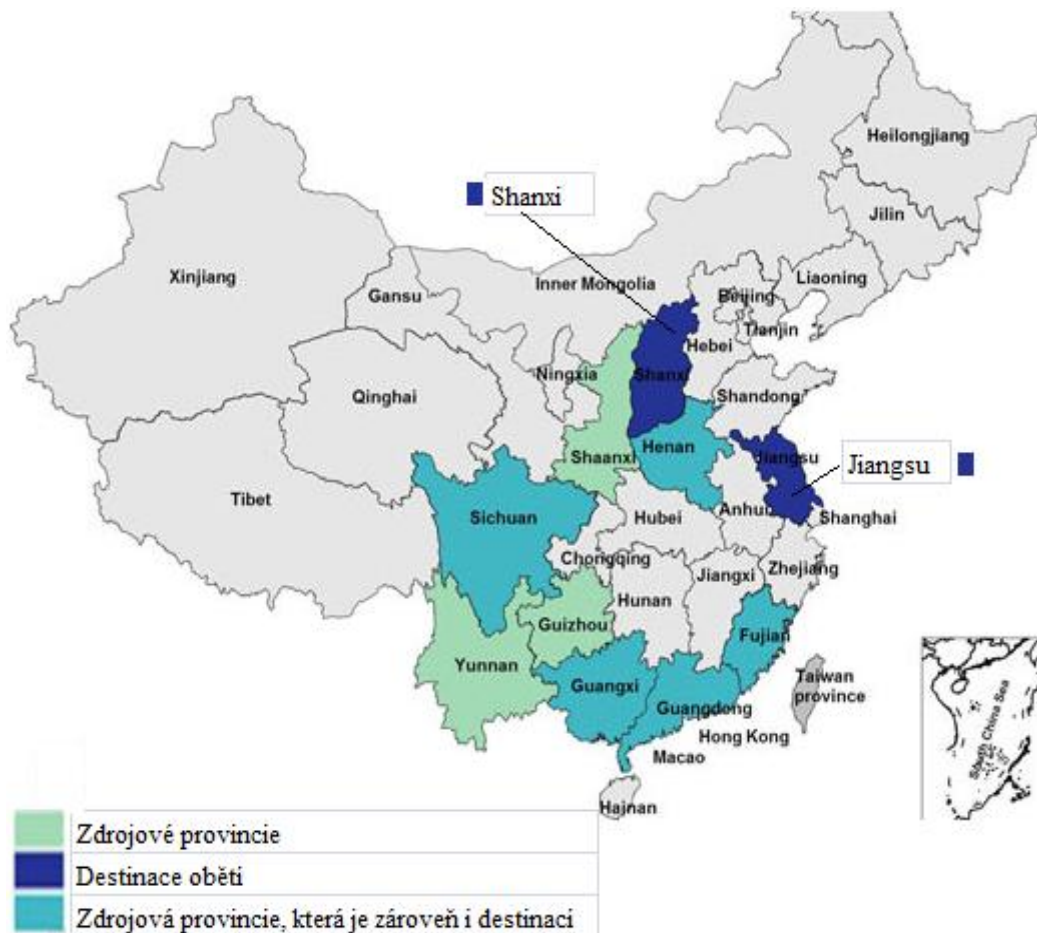 Heilongjiang
Shanxi
Jilin
Xinjiang
Liaoning
Inner Mongolia
Gansu
Beijing
Tianjin
Hebei
Ningxia
Shanxi
Shandong
Qinghai
Henan
Shaanxi
Jiangsu
Jiangsu
Tibet
Anhui
Sichuan
Hubei
Shanghai
Chongqing
Zhejiang
Jiangxi
Hunan
Guizhou
Fujian
Yunnan
Taiwan
province
Guangxi
Guangdong
Hong Kong
Macao
South China Sea
Hainan
Zdrojové provincie
Destinace obětí
Zdrojová provincie, která je zároveň i destinací